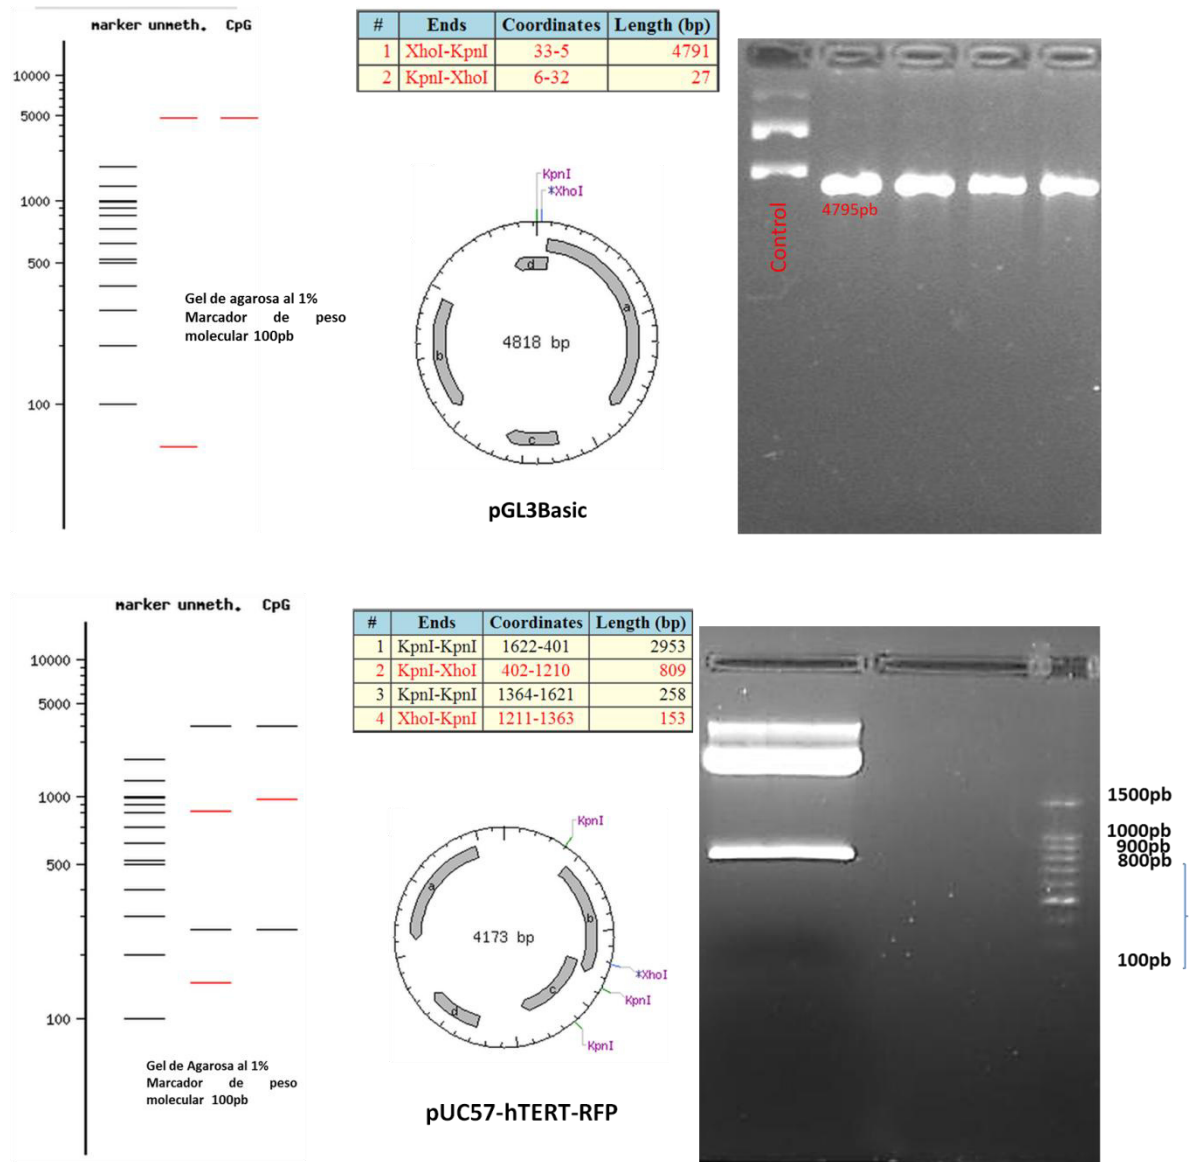 marker unmeth. CpG
10000
5000
1000
500
100
Gel de agarosa al 1%
Marcador de peso
molecular 100pb
# Ends Coordinates Length (bp)
1 XhoI-KpnI 33-5 4791
2 KpnI-XhoI 6-32 27
KpnI
*XhoI
d
a
b
4818 bp
c
pGL3Basic
Control
4795pb
marker unmeth. CpG
10000
5000
1000
500
100
Gel de Agarosa al 1%
Marcador de peso
molecular 100pb
# Ends Coordinates Length (bp)
1 KpnI-KpnI 1622-401 2953
2 KpnI-XhoI 402-1210 809
3 KpnI-KpnI 1364-1621 258
4 XhoI-KpnI 1211-1363 153
KpnI
a
b
4173 bp
*XhoI
c
KpnI
d
KpnI
pUC57-hTERT-RFP
1500pb
1000pb
900pb
800pb
100pb